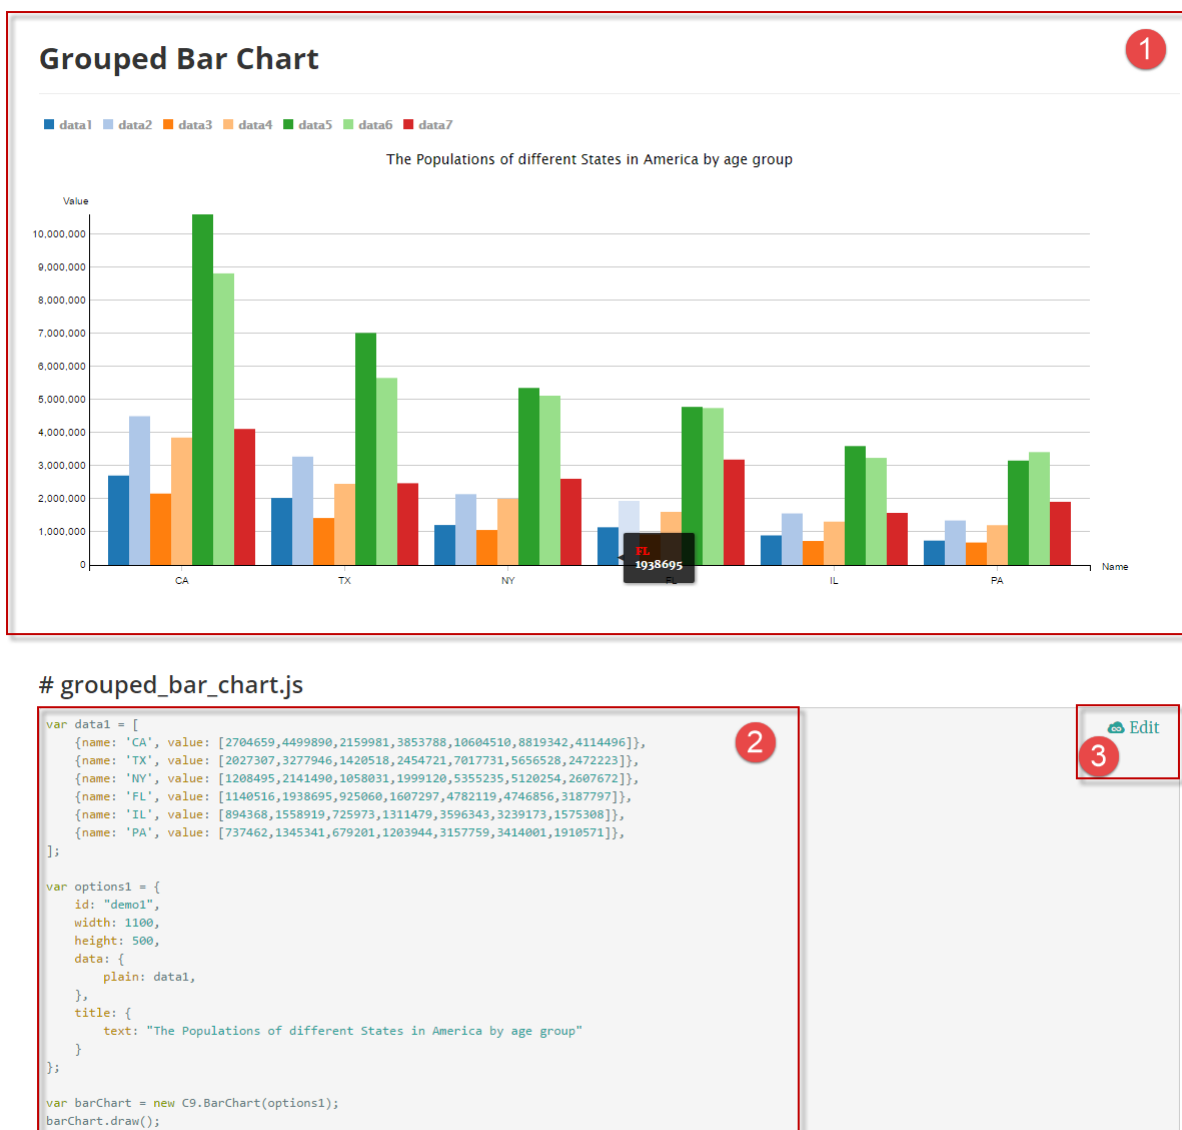 Grouped Bar Chart
1
data1 data2 data3 data4 data5 data6 data7
The Populations of different States in America by age group
Value
10,000,000
9,000,000
8,000,000
7,000,000
6,000,000
5,000,000
4,000,000
3,000,000
2,000,000
1,000,000
0
FL
1938695
CA TX NY FL IL PA
Name
# grouped_bar_chart.js
Edit
2
3
var data1 = [
    {name: 'CA', value: [2704659,4499890,2159981,3853788,10604510,8819342,4114496]},
    {name: 'TX', value: [2027307,3277946,1420518,2454721,7017731,5656528,2472223]},
    {name: 'NY', value: [1208495,2141490,1058031,1999120,5355235,5120254,2607672]},
    {name: 'FL', value: [1140516,1938695,925060,1607297,4782119,4746856,3187797]},
    {name: 'IL', value: [894368,1558919,725973,1311479,3596343,3239173,1575308]},
    {name: 'PA', value: [737462,1345341,679201,1203944,3157759,3414001,1910571]},
];
var options1 = {
    id: "demo1",
    width: 1100,
    height: 500,
    data: {
        plain: data1,
    },
    title: {
        text: "The Populations of different States in America by age group"
    }
};
var barChart = new C9.BarChart(options1);
barChart.draw();